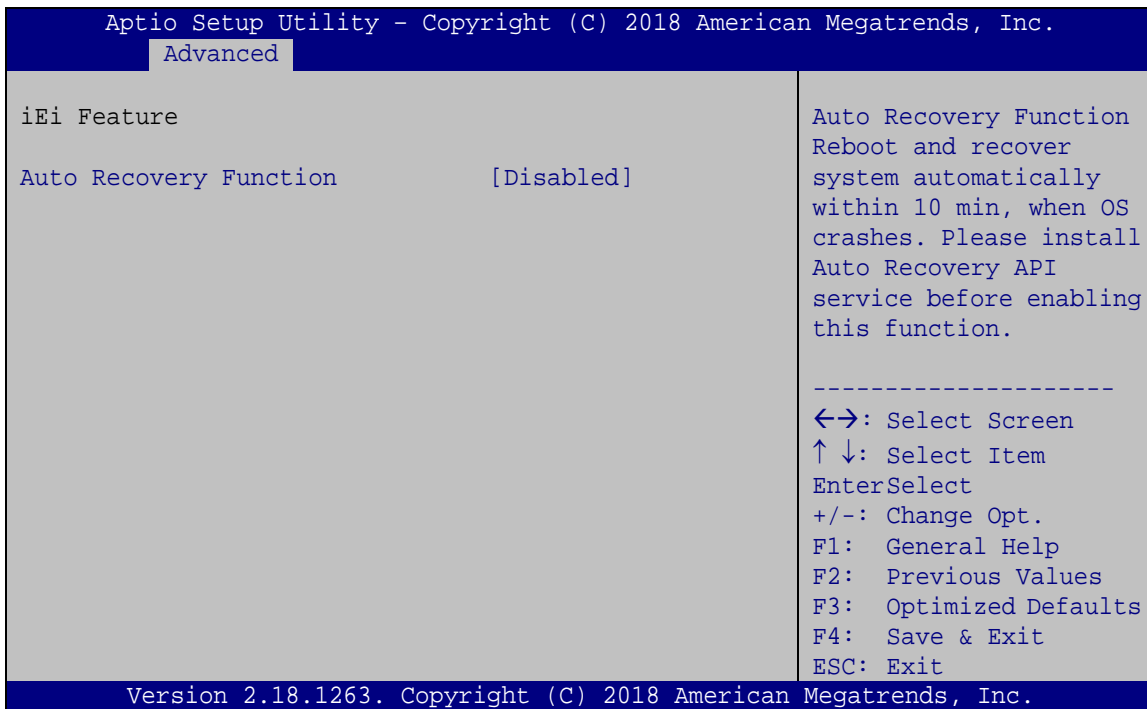 Aptio Setup Utility – Copyright (C) 2018 American Megatrends, Inc.
Advanced
iEi Feature
Auto Recovery Function [Disabled]
Auto Recovery Function
Reboot and recover
system automatically
within 10 min, when OS
crashes. Please install
Auto Recovery API
service before enabling
this function.
---------------------
←→: Select Screen
↑ ↓: Select Item
EnterSelect
+/-: Change Opt.
F1: General Help
F2: Previous Values
F3: Optimized Defaults
F4: Save & Exit
ESC: Exit
Version 2.18.1263. Copyright (C) 2018 American Megatrends, Inc.